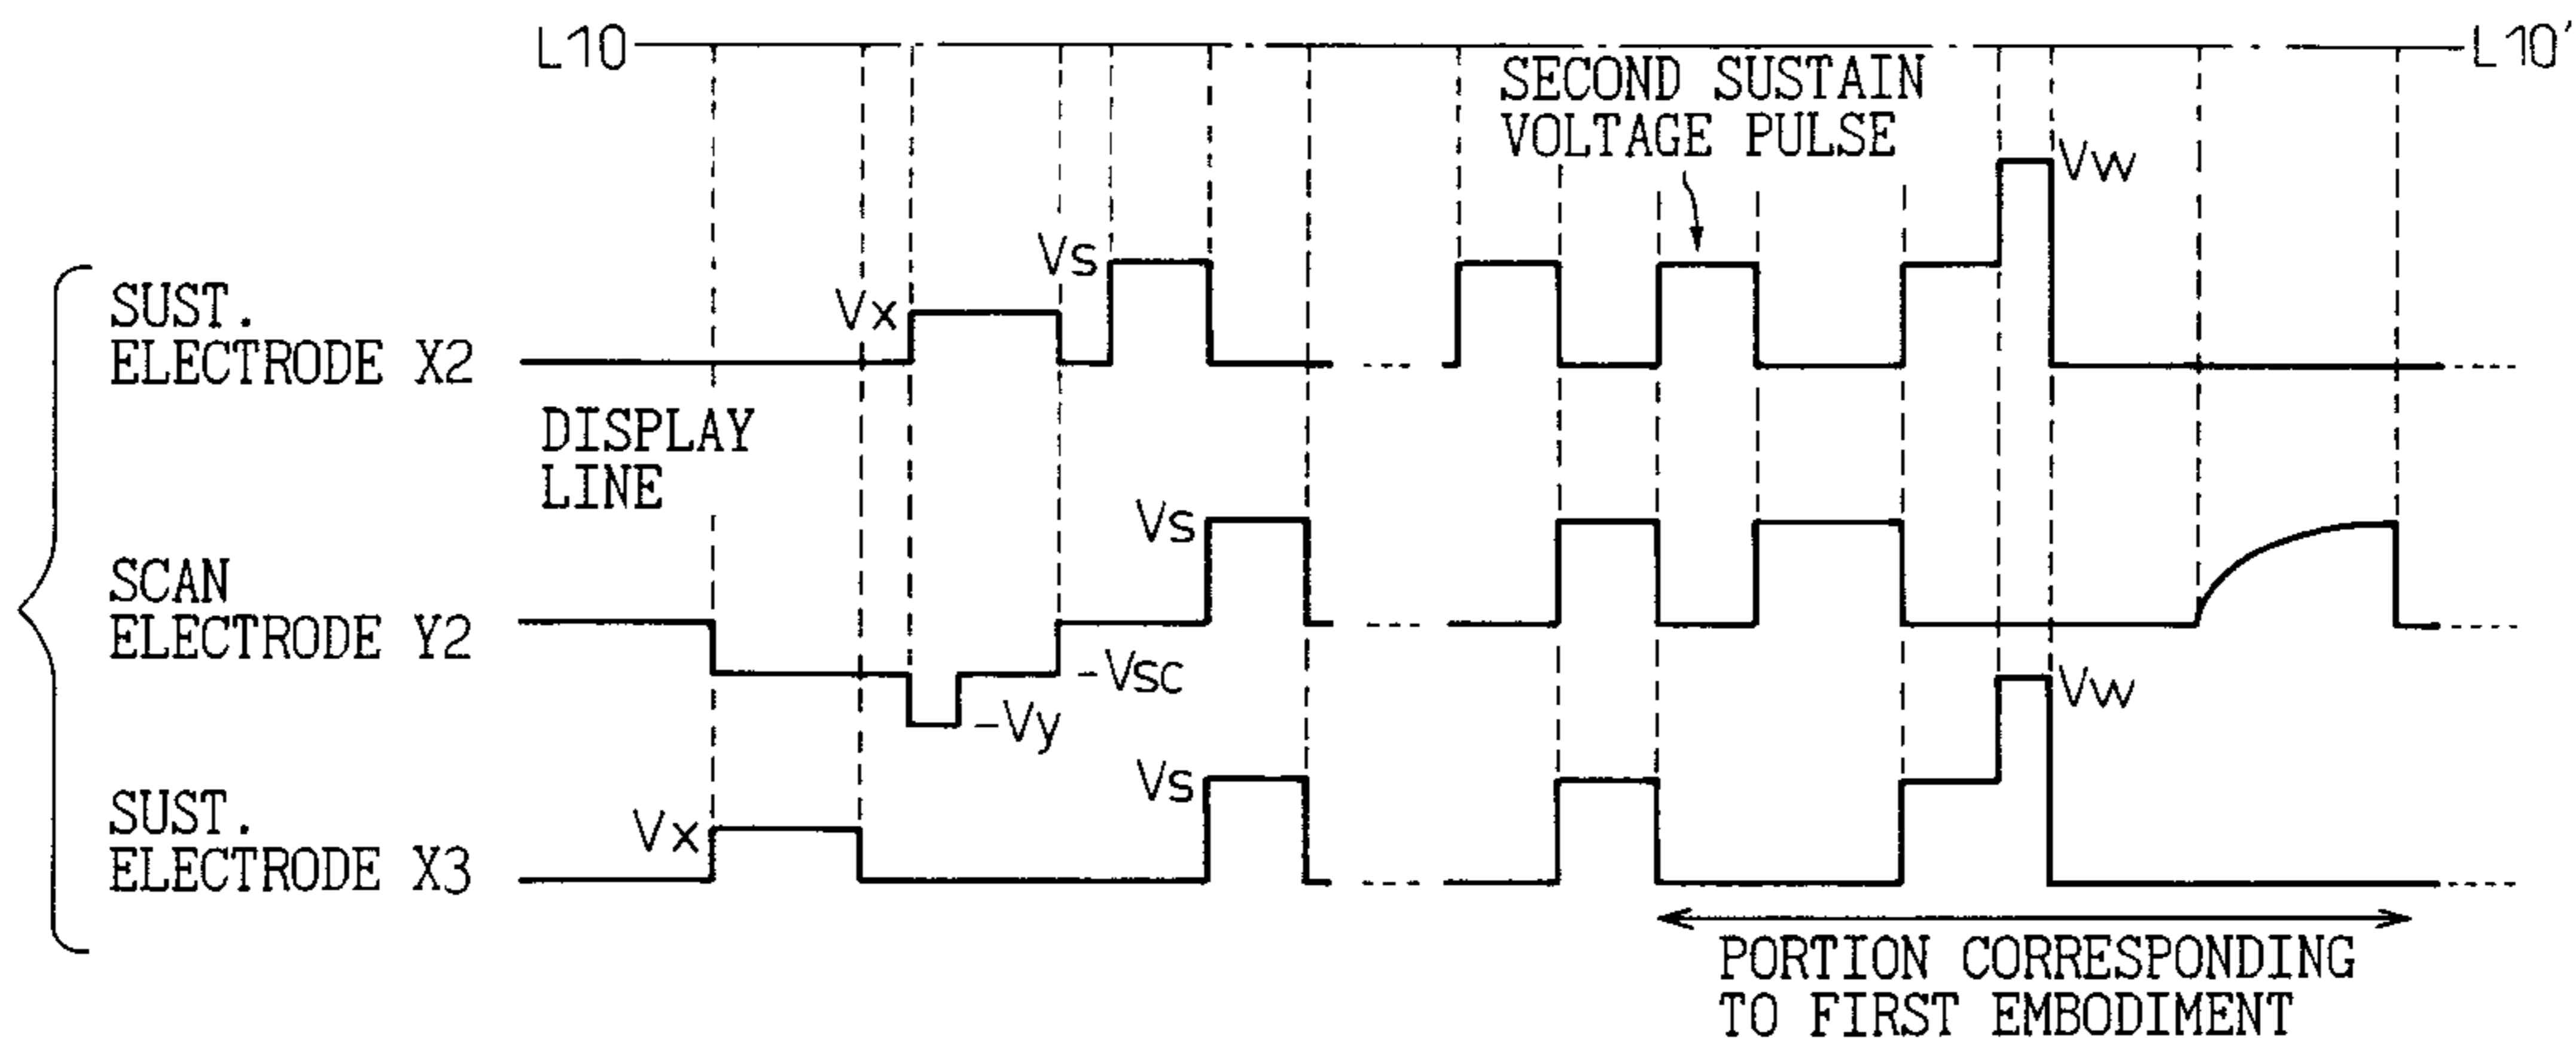 L10
L10'
SECOND SUSTAIN
VOLTAGE PULSE
Vw
Vs
Vx
SUST.
ELECTRODE X2
DISPLAY
LINE
Vs
SCAN
ELECTRODE Y2
-Vsc
-Vy
Vw
Vs
SUST.
ELECTRODE X3
Vx
PORTION CORRESPONDING
TO FIRST EMBODIMENT